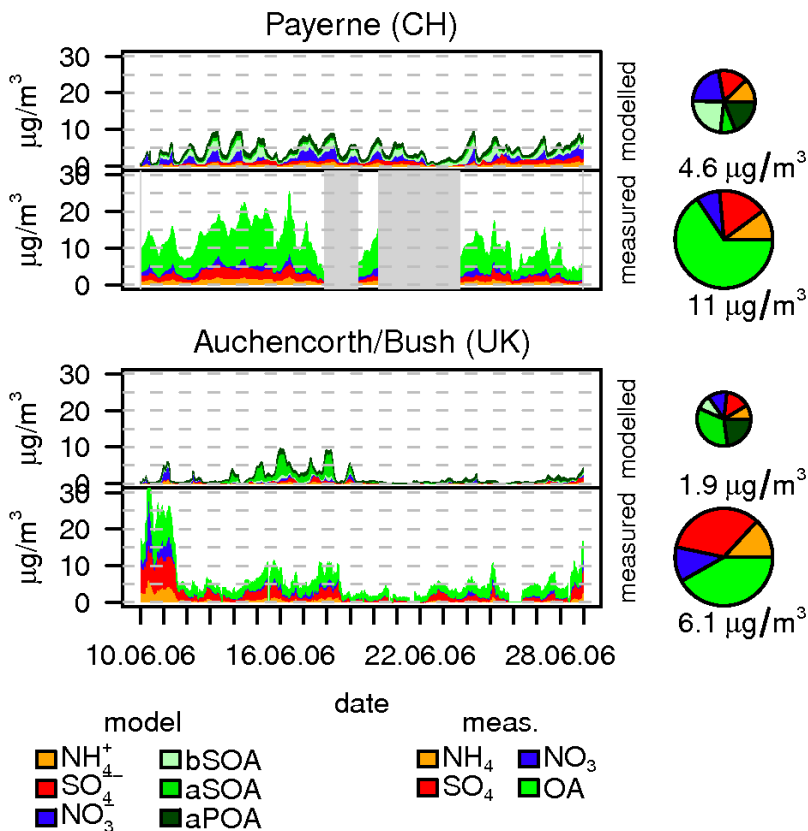 Payerne (CH)
30
20
10
0
µg/m³
modelled
4.6 µg/m³
30
20
10
0
µg/m³
measured
11 µg/m³
Auchencorth/Bush (UK)
30
20
10
0
µg/m³
modelled
1.9 µg/m³
30
20
10
0
µg/m³
measured
6.1 µg/m³
10.06.06 16.06.06 22.06.06 28.06.06
date
model meas.
NH₄⁺ bSOA NH₄ NO₃
SO₄⁴⁻ aSOA SO₄ OA
NO₃⁻ aPOA